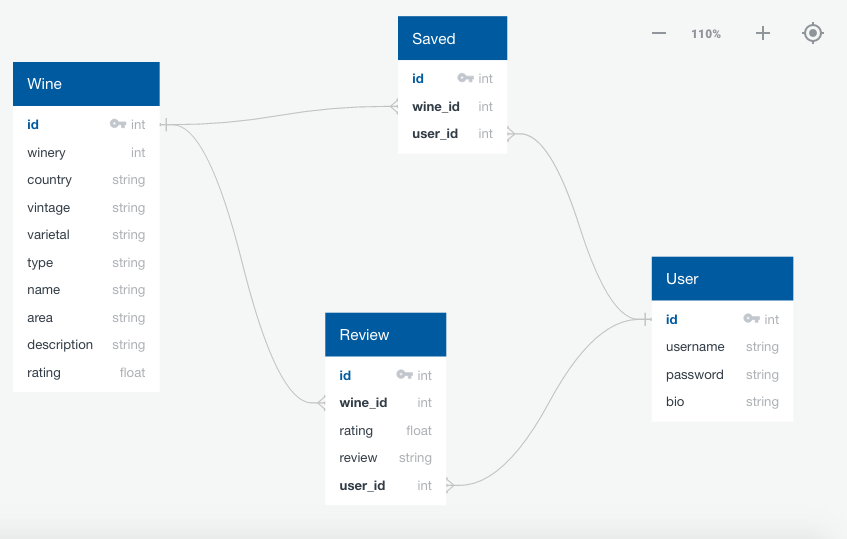 110%
Wine
id int
winery int
country string
vintage string
varietal string
type string
name string
area string
description string
rating float
Saved
id int
wine_id int
user_id int
Review
id int
wine_id int
rating float
review string
user_id int
User
id int
username string
password string
bio string